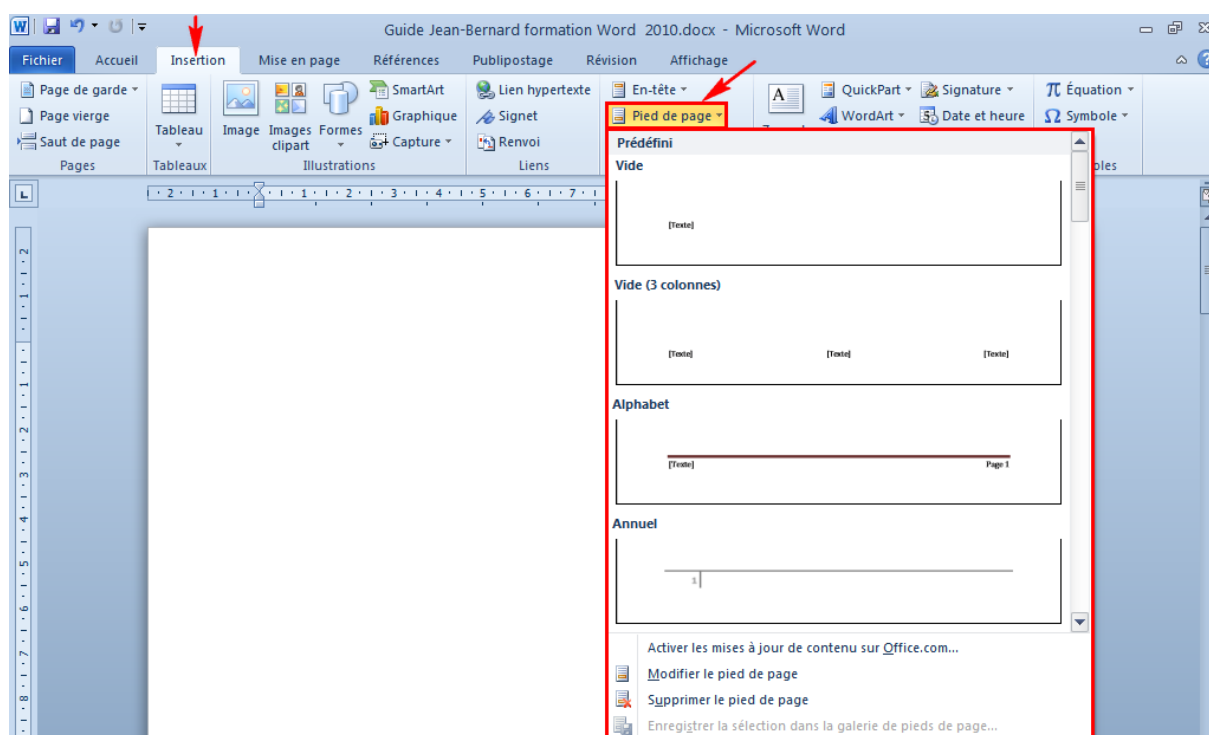 Guide Jean-Bernard formation Word 2010.docx - Microsoft Word
Fichier Accueil Insertion Mise en page Références Publipostage Révision Affichage
Page de garde SmartArt Lien hypertexte En-tête QuickPart Signature Équation
Page vierge Graphique Signet Pied de page WordArt Date et heure Symbole
Saut de page Tableau Image Images clipart Formes Capture Renvoi
Pages Tableaux Illustrations Liens
Prédéfini
Vide
[Texte]
Vide (3 colonnes)
[Texte] [Texte] [Texte]
Alphabet
[Texte] Page 1
Annuel
1
Activer les mises à jour de contenu sur Office.com...
Modifier le pied de page
Supprimer le pied de page
Enregistrer la sélection dans la galerie de pieds de page...